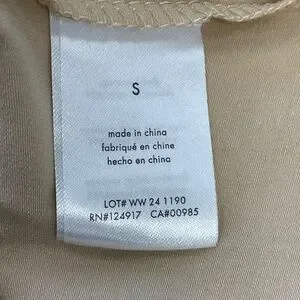 S
made in china
fabriqué en chine
hecho en china
LOT# WW 24 1190
RN#124917 CA#00985